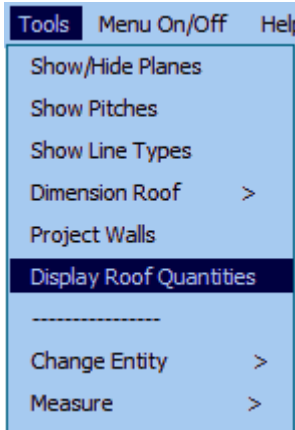 Tools Menu On/Off Hel
Show/Hide Planes
Show Pitches
Show Line Types
Dimension Roof >
Project Walls
Display Roof Quantities
----------------
Change Entity >
Measure >